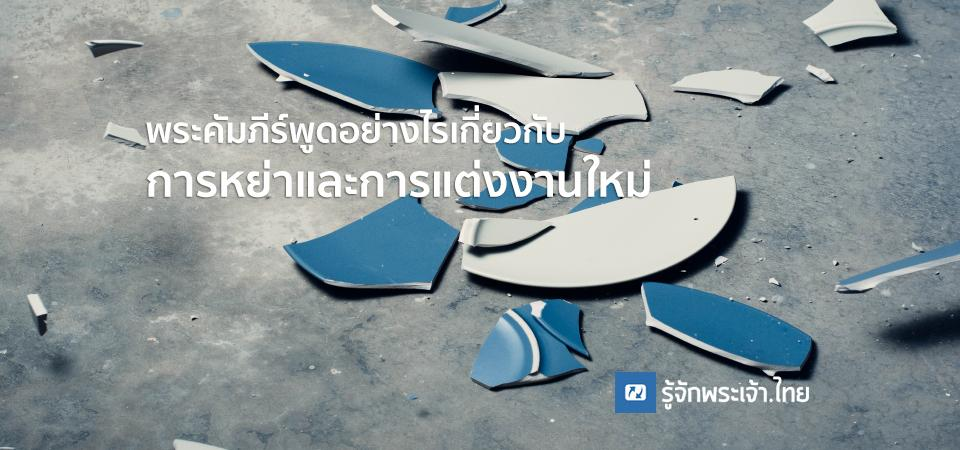 พระคัมภีร์พูดอย่างไรเกี่ยวกับ
การหย่าและการแต่งงานใหม่
รู้จักพระเจ้า.ไทย